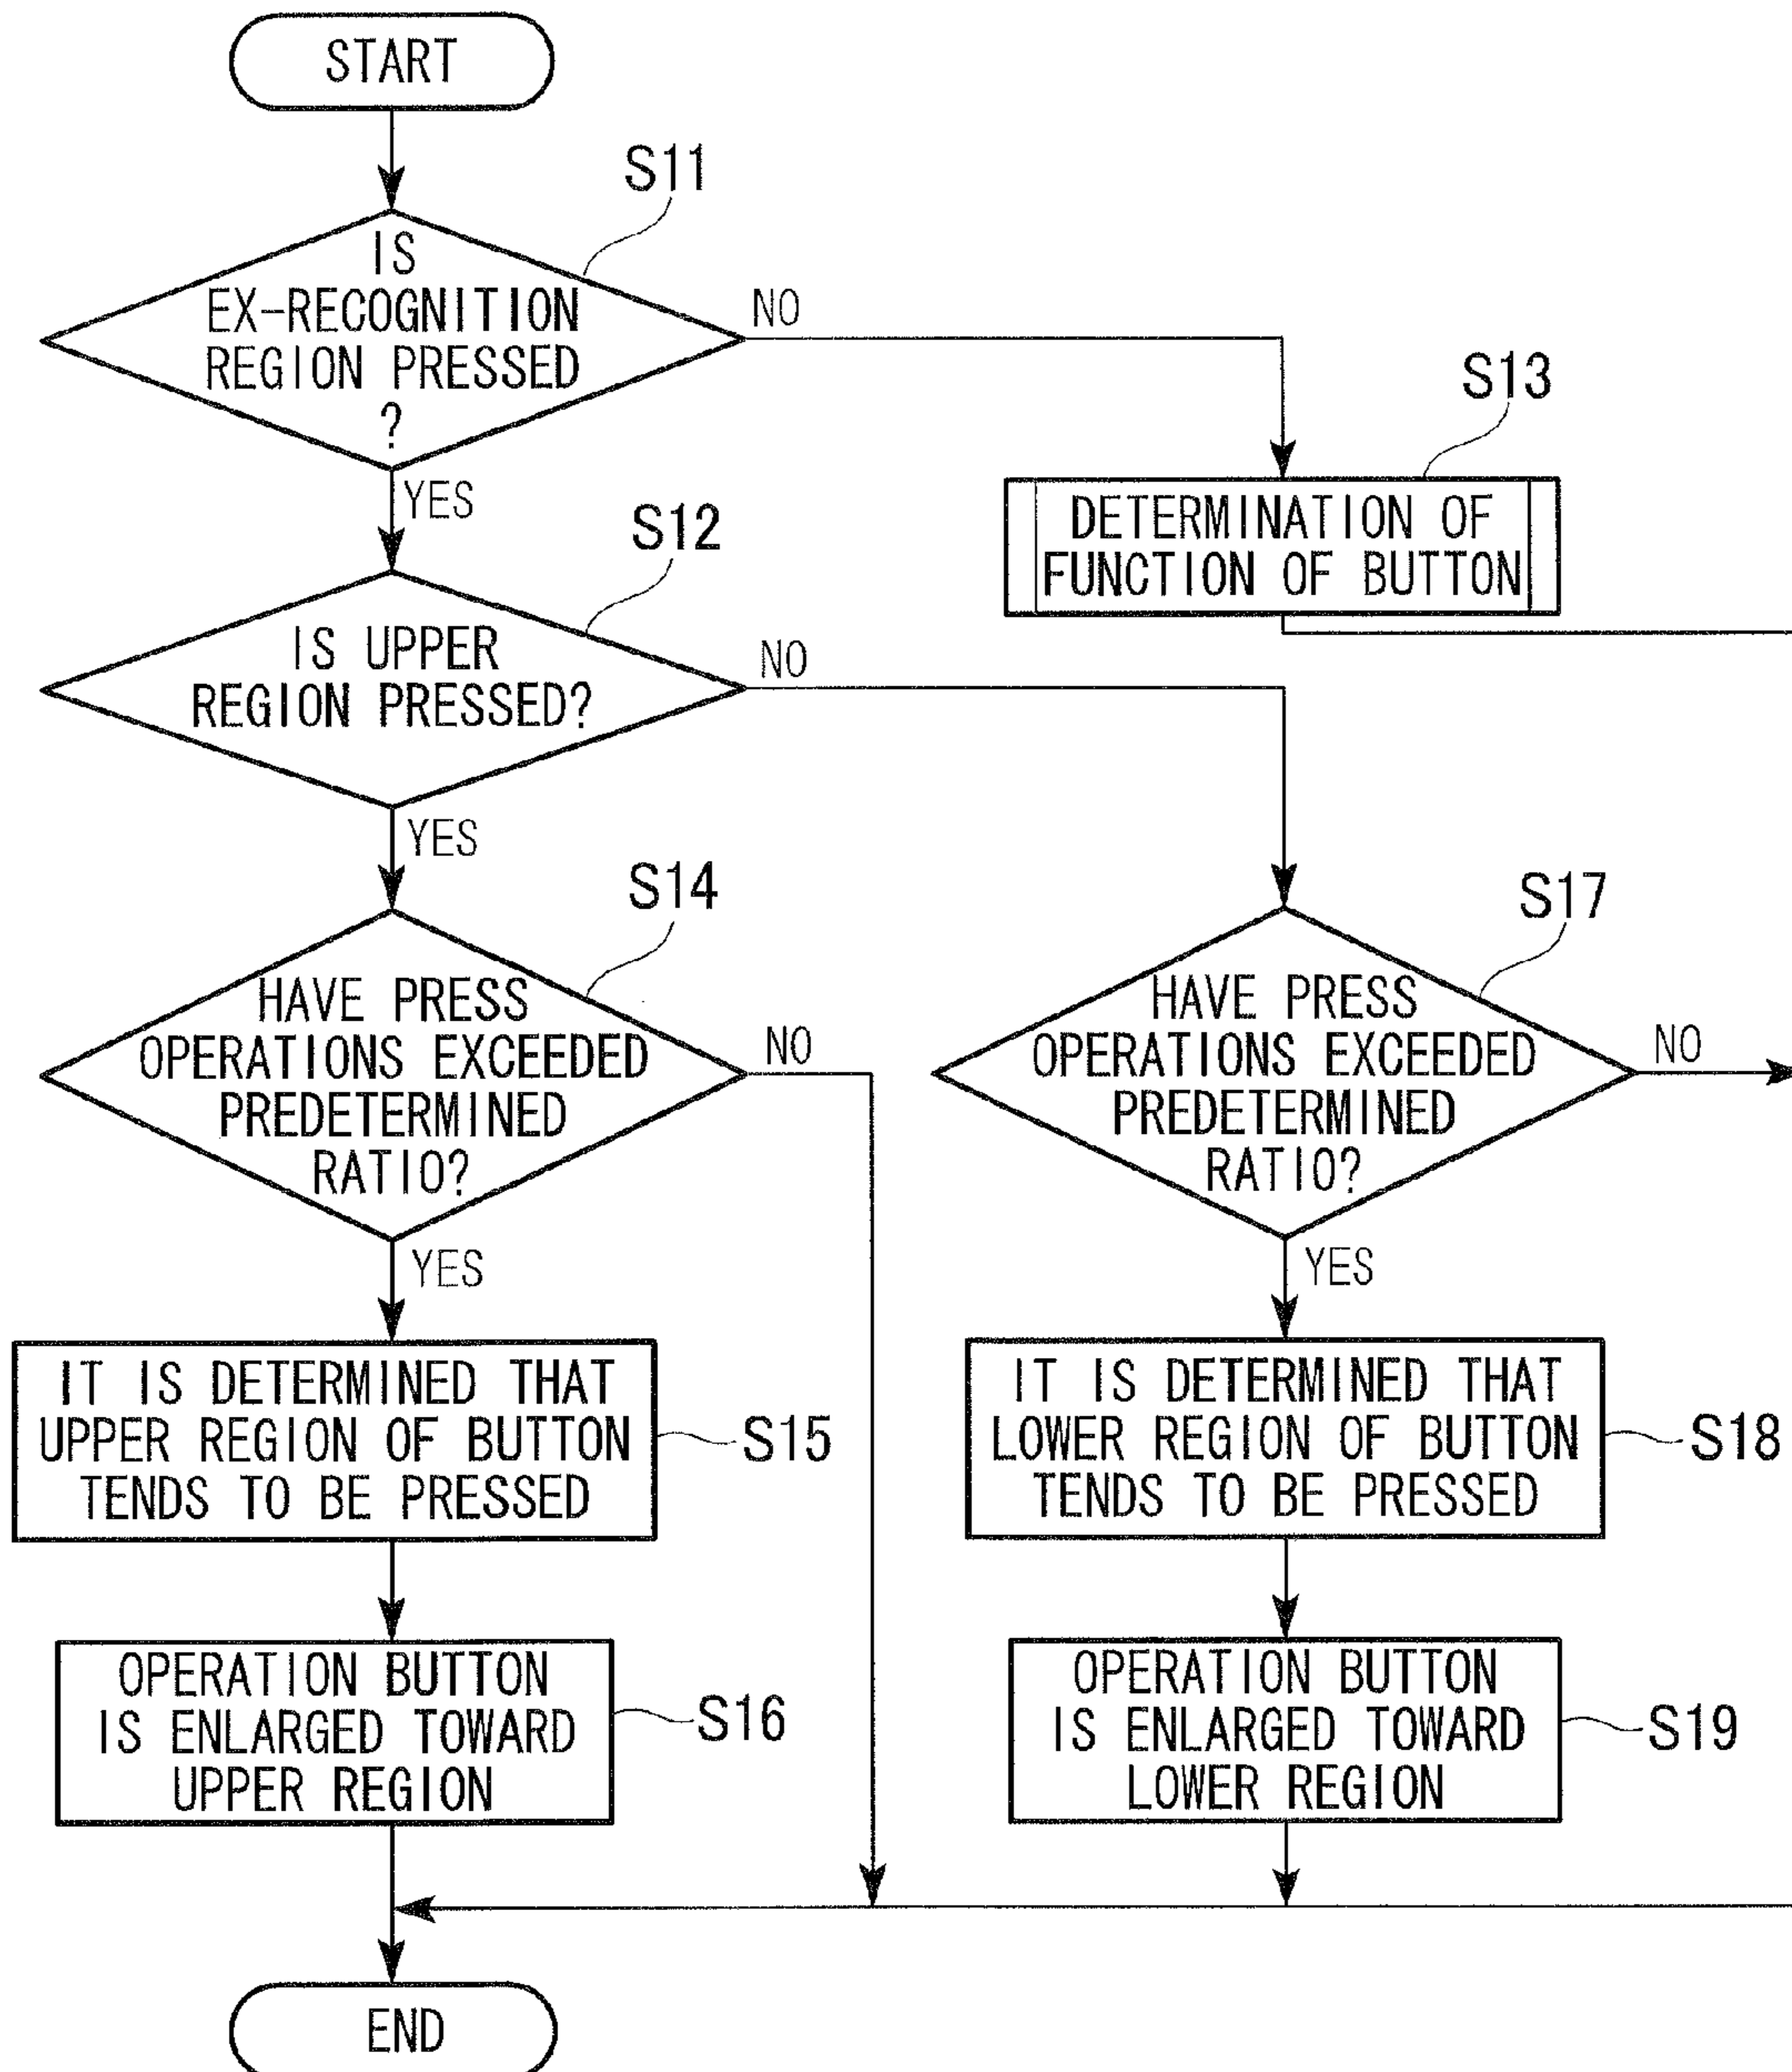 START
S11
IS
EX-RECOGNITION
REGION PRESSED
?
NO
YES
S13
DETERMINATION OF
FUNCTION OF BUTTON
S12
IS UPPER
REGION PRESSED?
NO
YES
S14
HAVE PRESS
OPERATIONS EXCEEDED
PREDETERMINED
RATIO?
NO
YES
S17
HAVE PRESS
OPERATIONS EXCEEDED
PREDETERMINED
RATIO?
NO
YES
IT IS DETERMINED THAT
UPPER REGION OF BUTTON
TENDS TO BE PRESSED
S15
IT IS DETERMINED THAT
LOWER REGION OF BUTTON
TENDS TO BE PRESSED
S18
OPERATION BUTTON
IS ENLARGED TOWARD
UPPER REGION
S16
OPERATION BUTTON
IS ENLARGED TOWARD
LOWER REGION
S19
END